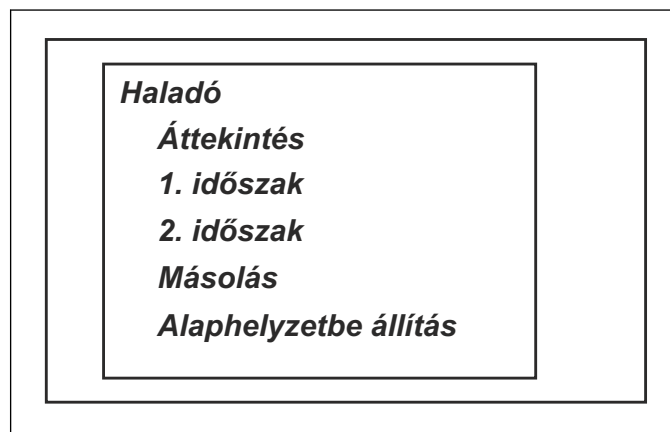 Haladó
Áttekintés
1. időszak
2. időszak
Másolás
Alaphelyzetbe állítás